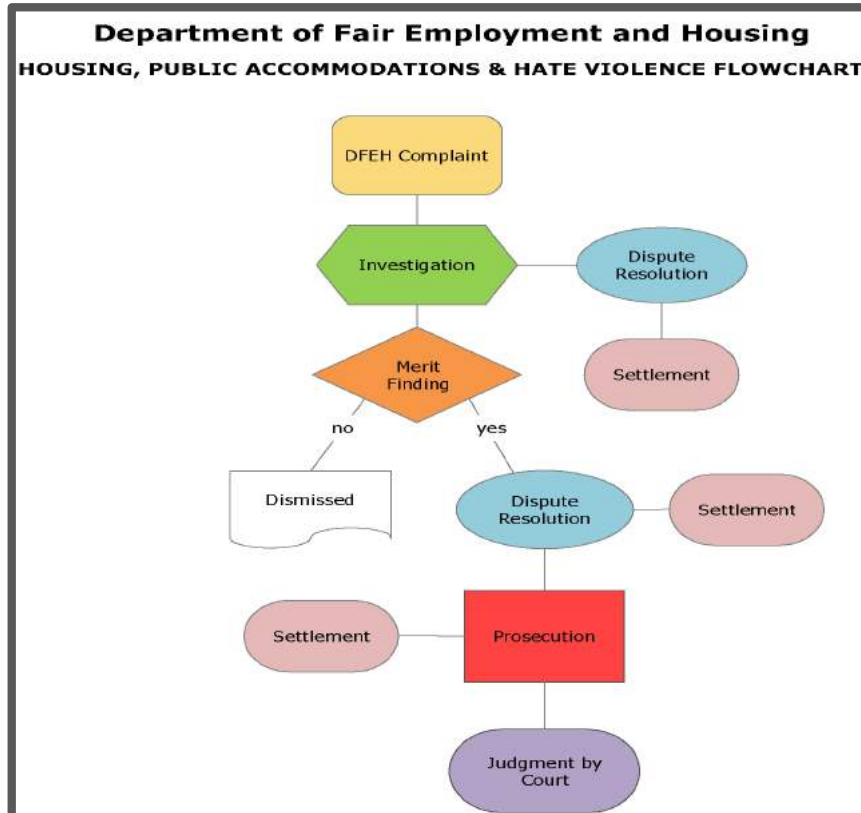 Department of Fair Employment and Housing
HOUSING, PUBLIC ACCOMMODATIONS & HATE VIOLENCE FLOWCHART
DFEH Complaint
Investigation
Dispute
Resolution
Merit
Finding
Settlement
no
yes
Dismissed
Dispute
Resolution
Settlement
Settlement
Prosecution
Judgment by
Court